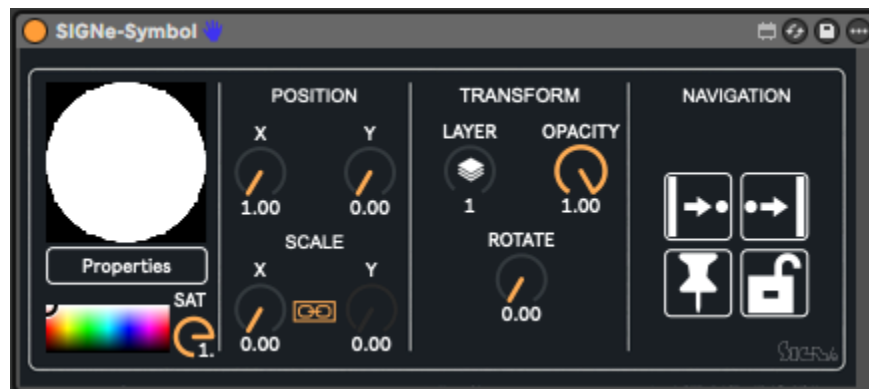 SIGNe-Symbol
POSITION
X Y
1.00 0.00
SCALE
X Y
0.00 0.00
TRANSFORM
LAYER OPACITY
1 1.00
ROTATE
0.00
NAVIGATION
Properties
SAT
1.